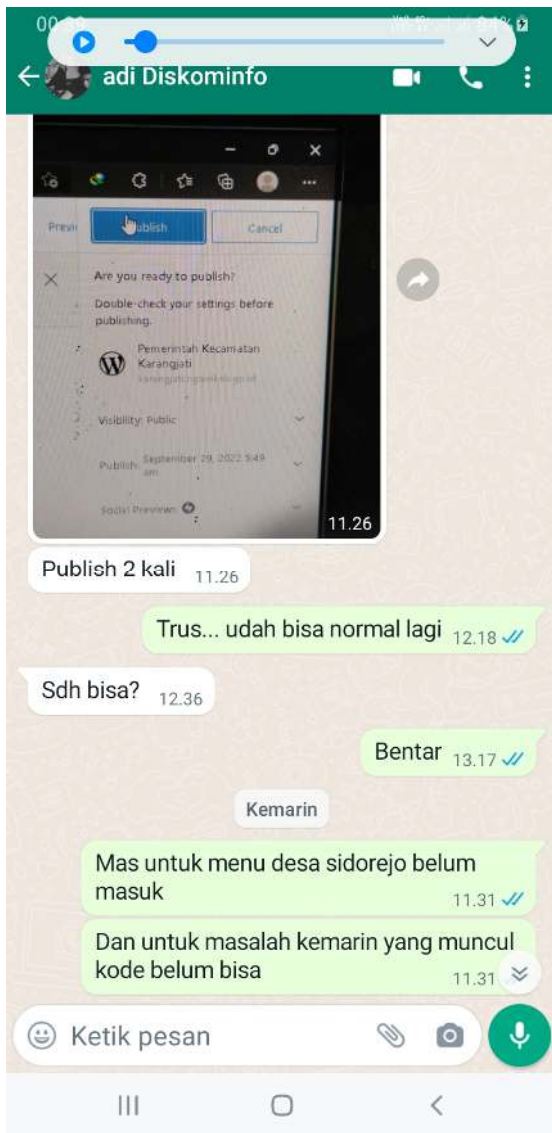 adi Diskominfo
Publish
Cancel
Are you ready to publish?
Double-check your settings before
publishing.
Pemerintah Kecamatan
Karangjati
Visibility: Public
Publish: September 29, 2022 5:49
am
Social Previews
11.26
Publish 2 kali 11.26
Trus... udah bisa normal lagi 12.18
Sdh bisa? 12.36
Bentar 13.17
Kemarin
Mas untuk menu desa sidorejo belum
masuk 11.31
Dan untuk masalah kemarin yang muncul
kode belum bisa 11.31
Ketik pesan